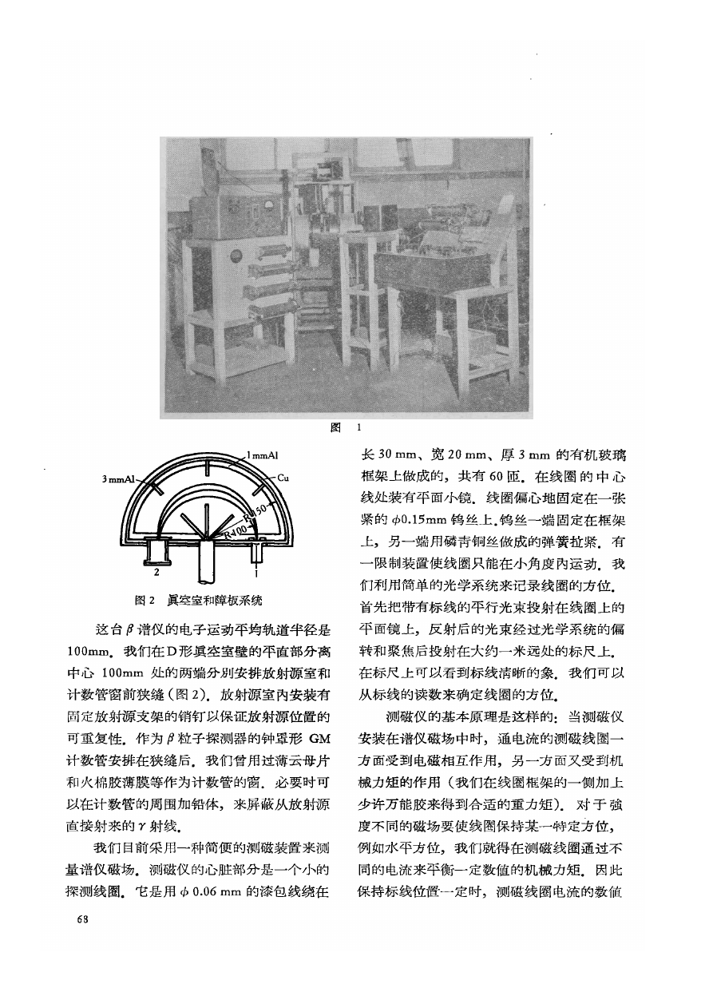 图 1
1mmAl
3mmAl
Cu
R-150
R-100
2
1
图 2 真空室和障板系统
这台 β 谱仪的电子运动平均轨道半径是
100mm. 我们在D形真空室壁的平直部分离
中心 100mm 处的两端分别安排放射源室和
计数管窗前狭缝 (图 2). 放射源室内安装有
固定放射源支架的销钉以保证放射源位置的
可重复性. 作为 β 粒子探测器的钟罩形 GM
计数管安排在狭缝后. 我们曾用过薄云母片
和火棉胶薄膜等作为计数管的窗. 必要时可
以在计数管的周围加铅体, 来屏蔽从放射源
直接射来的 γ 射线.
我们目前采用一种简便的测磁装置来测
量谱仪磁场. 测磁仪的心脏部分是一个小的
探测线圈. 它是用 φ 0.06 mm 的漆包线绕在
长 30 mm、宽 20 mm、厚 3 mm 的有机玻璃
框架上做成的, 共有 60 匝. 在线圈的中心
线处装有平面小镜. 线圈偏心地固定在一张
紧的 φ0.15mm 钨丝上.钨丝一端固定在框架
上, 另一端用磷青铜丝做成的弹簧拉紧. 有
一限制装置使线圈只能在小角度内运动. 我
们利用简单的光学系统来记录线圈的方位.
首先把带有标线的平行光束投射在线圈上的
平面镜上, 反射后的光束经过光学系统的偏
转和聚焦后投射在大约一米远处的标尺上.
在标尺上可以看到标线清晰的象. 我们可以
从标线的读数来确定线圈的方位.
测磁仪的基本原理是这样的: 当测磁仪
安装在谱仪磁场中时, 通电流的测磁线圈一
方面受到电磁相互作用, 另一方面又受到机
械力矩的作用 (我们在线圈框架的一侧加上
少许万能胶来得到合适的重力矩). 对于强
度不同的磁场要使线圈保持某一特定方位,
例如水平方位, 我们就得在测磁线圈通过不
同的电流来平衡一定数值的机械力矩. 因此
保持标线位置一定时, 测磁线圈电流的数值
68